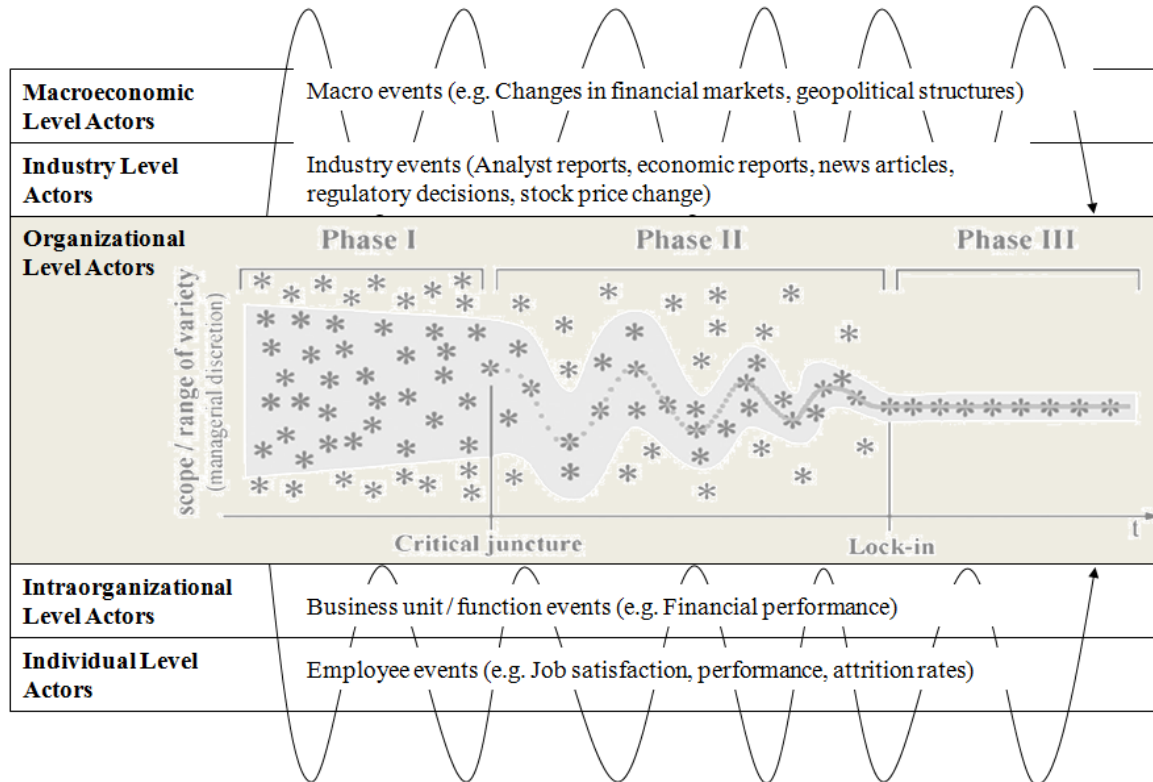 Macroeconomic
Level Actors
Macro events (e.g. Changes in financial markets, geopolitical structures)
Industry Level
Actors
Industry events (Analyst reports, economic reports, news articles,
regulatory decisions, stock price change)
Organizational
Level Actors
Phase I
Phase II
Phase III
scope / range of variety
(managerial discretion)
Critical juncture
Lock-in
t
Intraorganizational
Level Actors
Business unit / function events (e.g. Financial performance)
Individual Level
Actors
Employee events (e.g. Job satisfaction, performance, attrition rates)